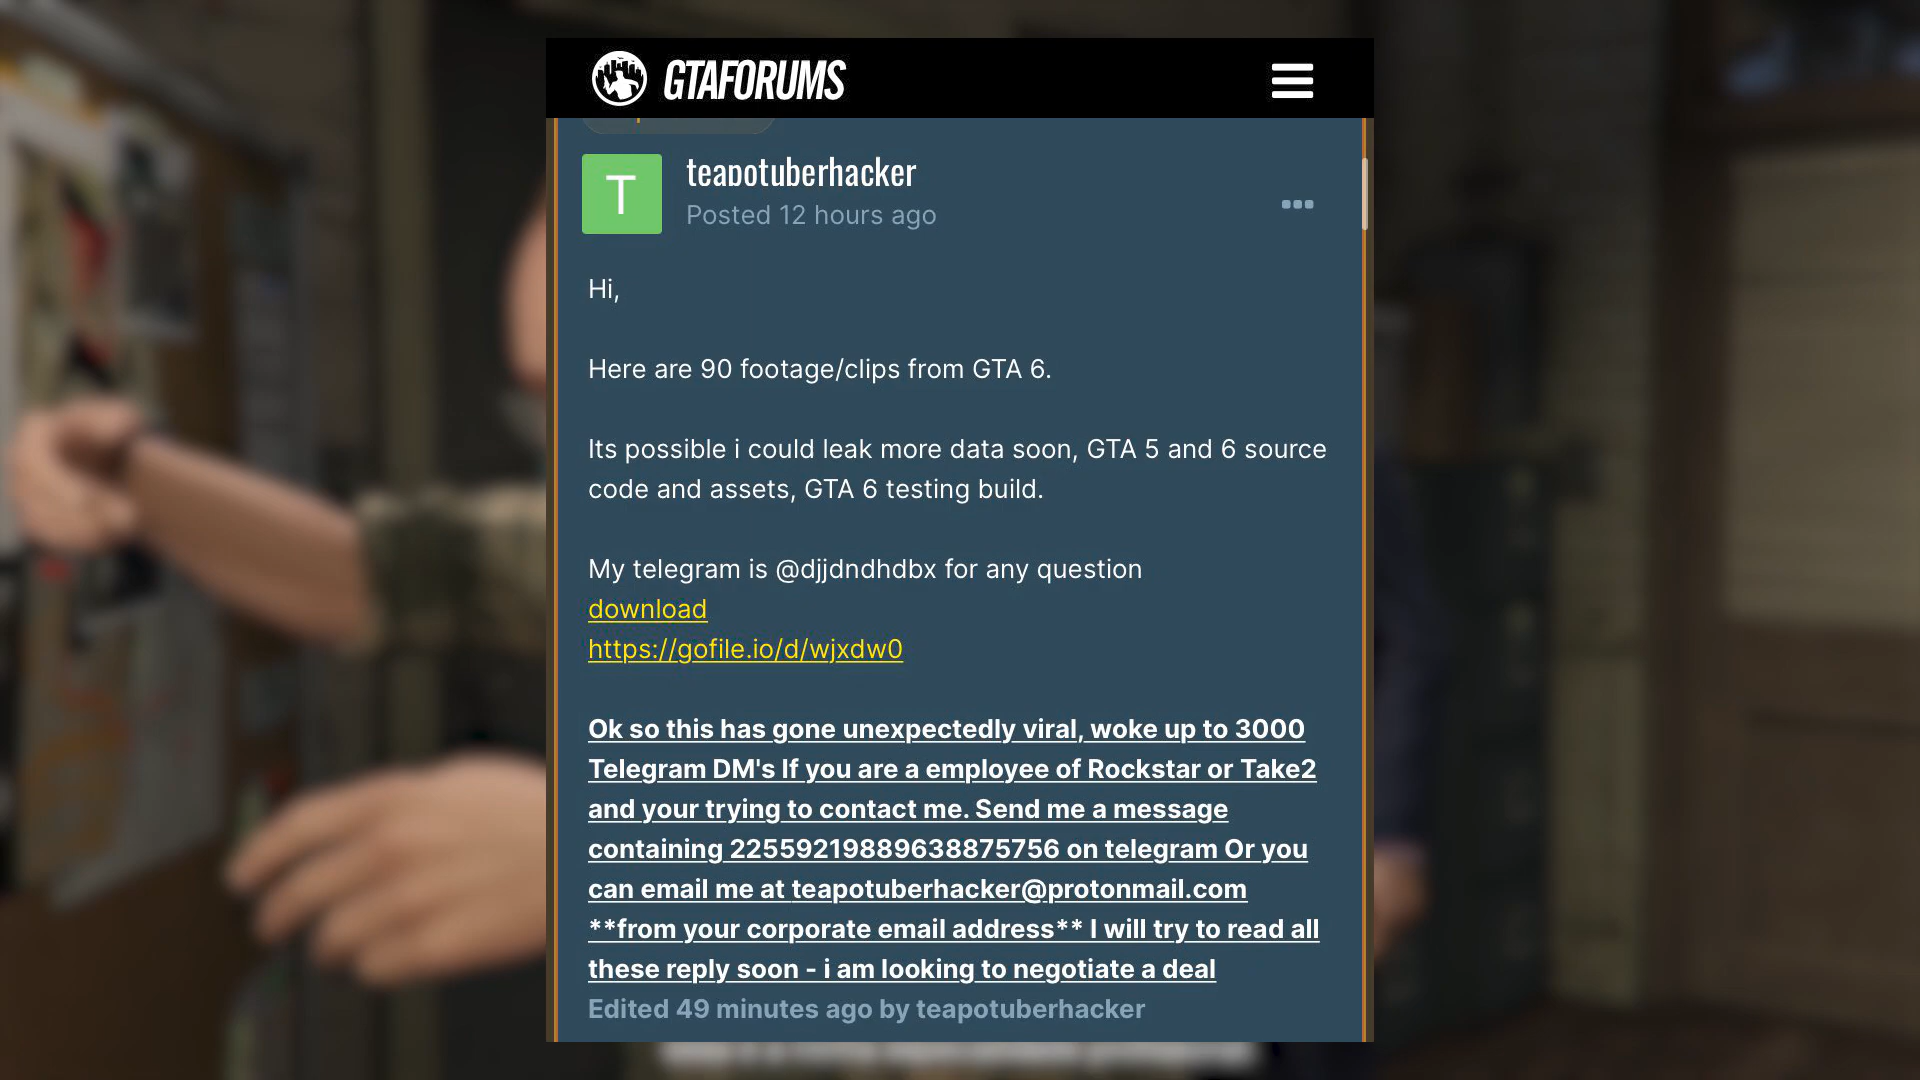 GTAFORUMS
T
teapotuberhacker
Posted 12 hours ago
Hi,
Here are 90 footage/clips from GTA 6.
Its possible i could leak more data soon, GTA 5 and 6 source
code and assets, GTA 6 testing build.
My telegram is @djjdndhdbx for any question
download
https://gofile.io/d/wjxdw0
Ok so this has gone unexpectedly viral, woke up to 3000
Telegram DM's If you are a employee of Rockstar or Take2
and your trying to contact me. Send me a message
containing 22559219889638875756 on telegram Or you
can email me at teapotuberhacker@protonmail.com
**from your corporate email address** I will try to read all
these reply soon - i am looking to negotiate a deal
Edited 49 minutes ago by teapotuberhacker